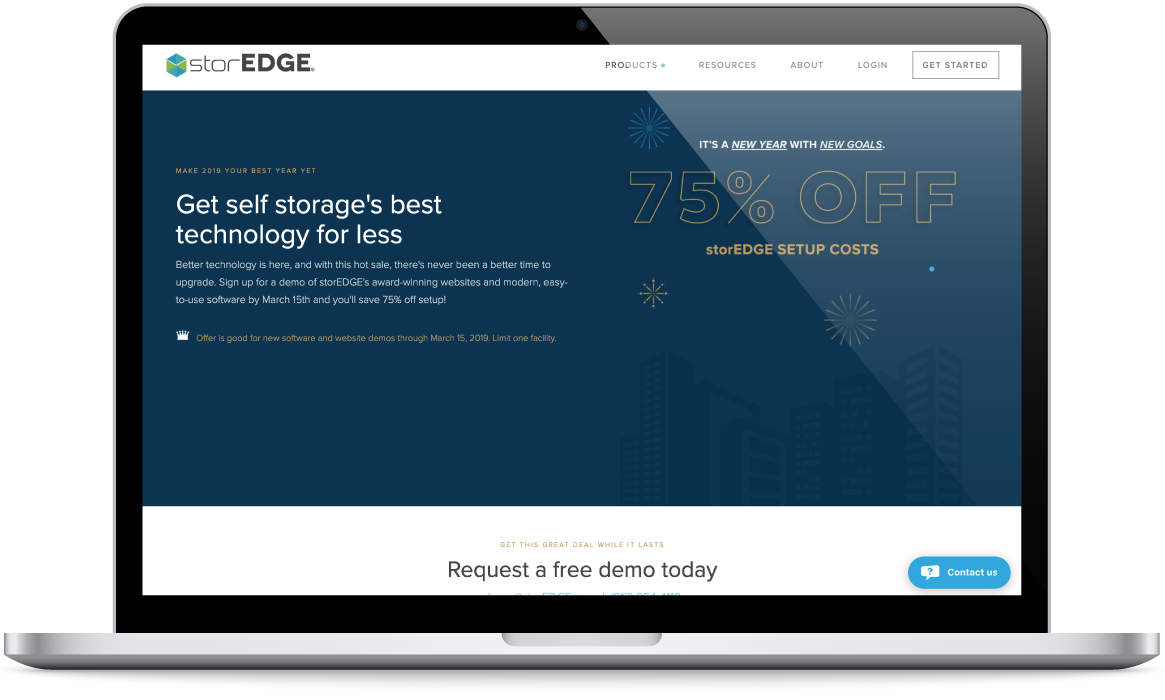 storEDGE®
PRODUCTS
RESOURCES
ABOUT
LOGIN
GET STARTED
MAKE 2019 YOUR BEST YEAR YET
Get self storage's best
technology for less
Better technology is here, and with this hot sale, there's never been a better time to
upgrade. Sign up for a demo of storEDGE's award-winning websites and modern, easy-
to-use software by March 15th and you'll save 75% off setup!
Offer is good for new software and website demos through March 15, 2019. Limit one facility.
IT'S A NEW YEAR WITH NEW GOALS.
75% OFF
storEDGE SETUP COSTS
GET THIS GREAT DEAL WHILE IT LASTS
Request a free demo today
? Contact us